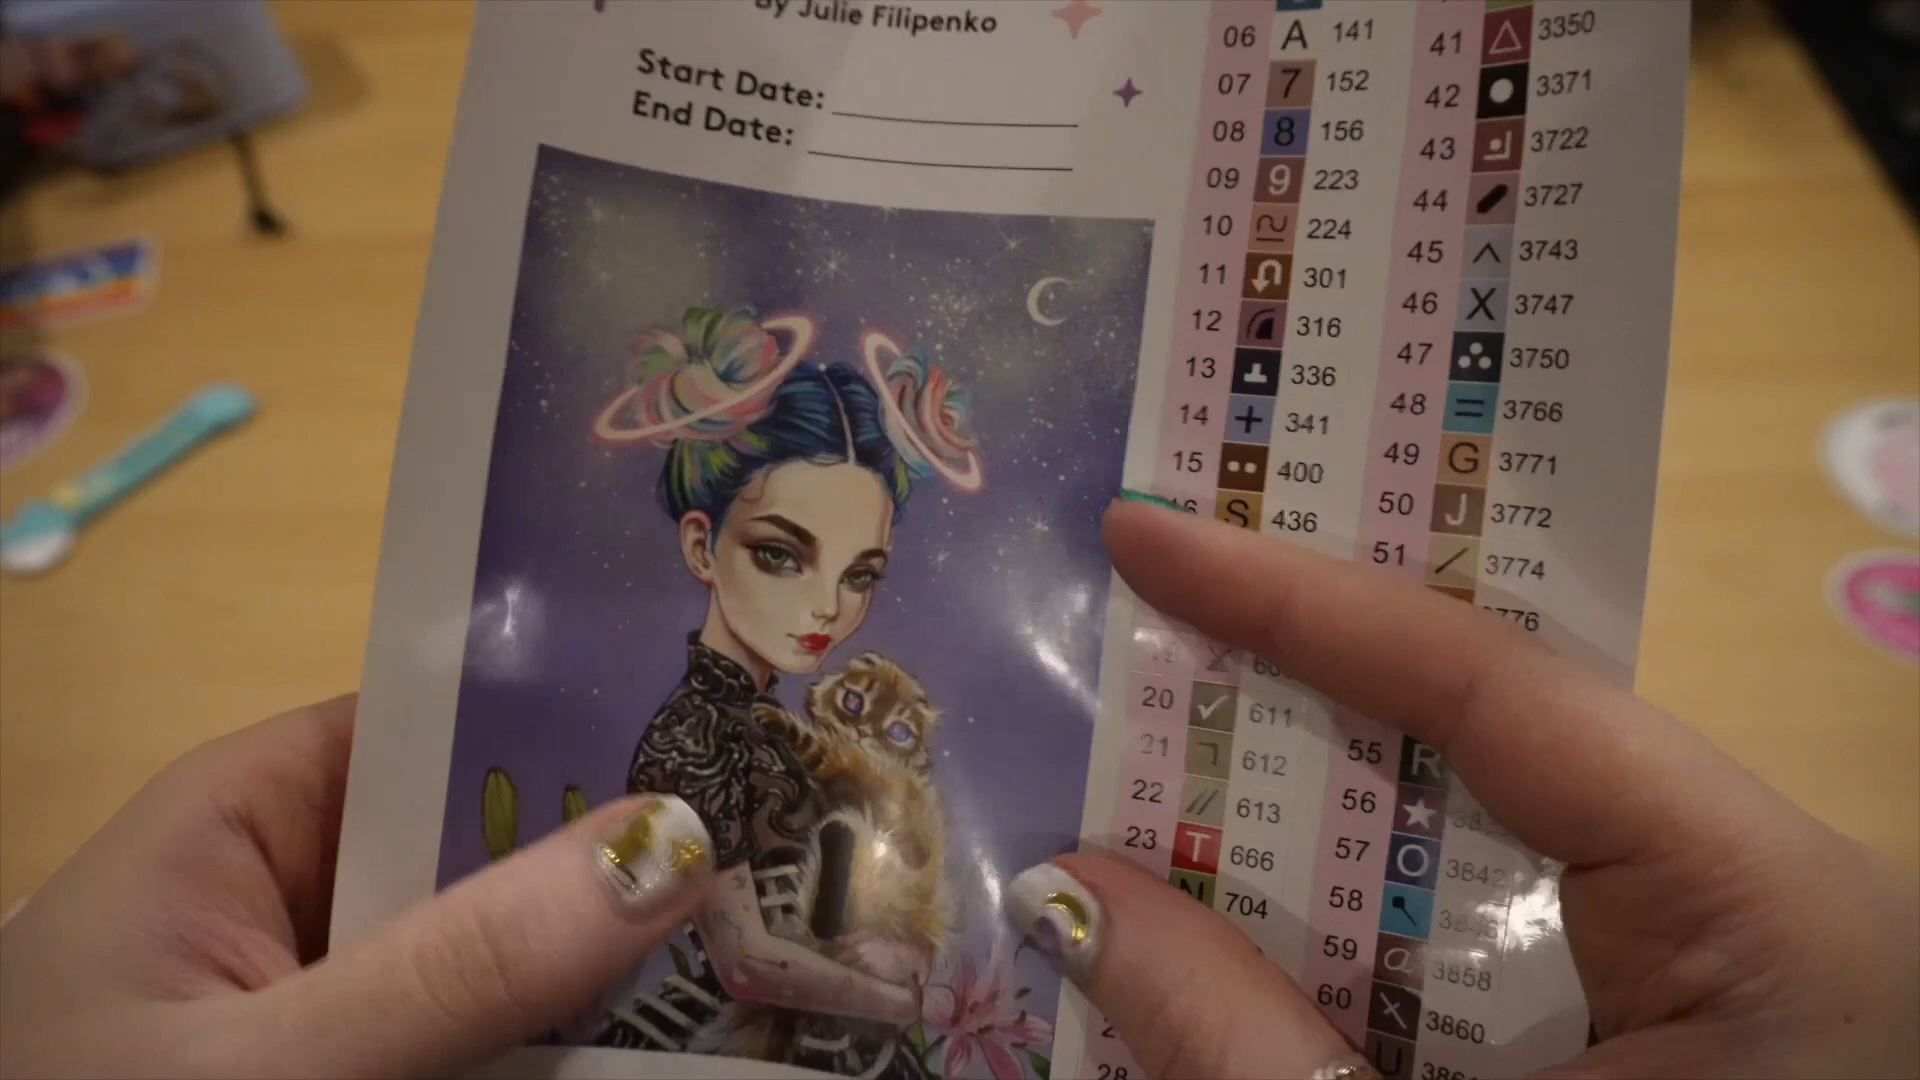 By Julie Filipenko
Start Date:
End Date:
06 A 141
07 7 152
08 8 156
09 9 223
10 224
11 301
12 316
13 336
14 + 341
15 400
S 436
20 611
21 612
22 // 613
23 T 666
N 704
28
41 3350
42 3371
43 3722
44 3727
45 3743
46 X 3747
47 3750
48 = 3766
49 G 3771
50 J 3772
51 / 3774
55 R
56
57 O 3842
58
59 @ 3858
60 3860
U